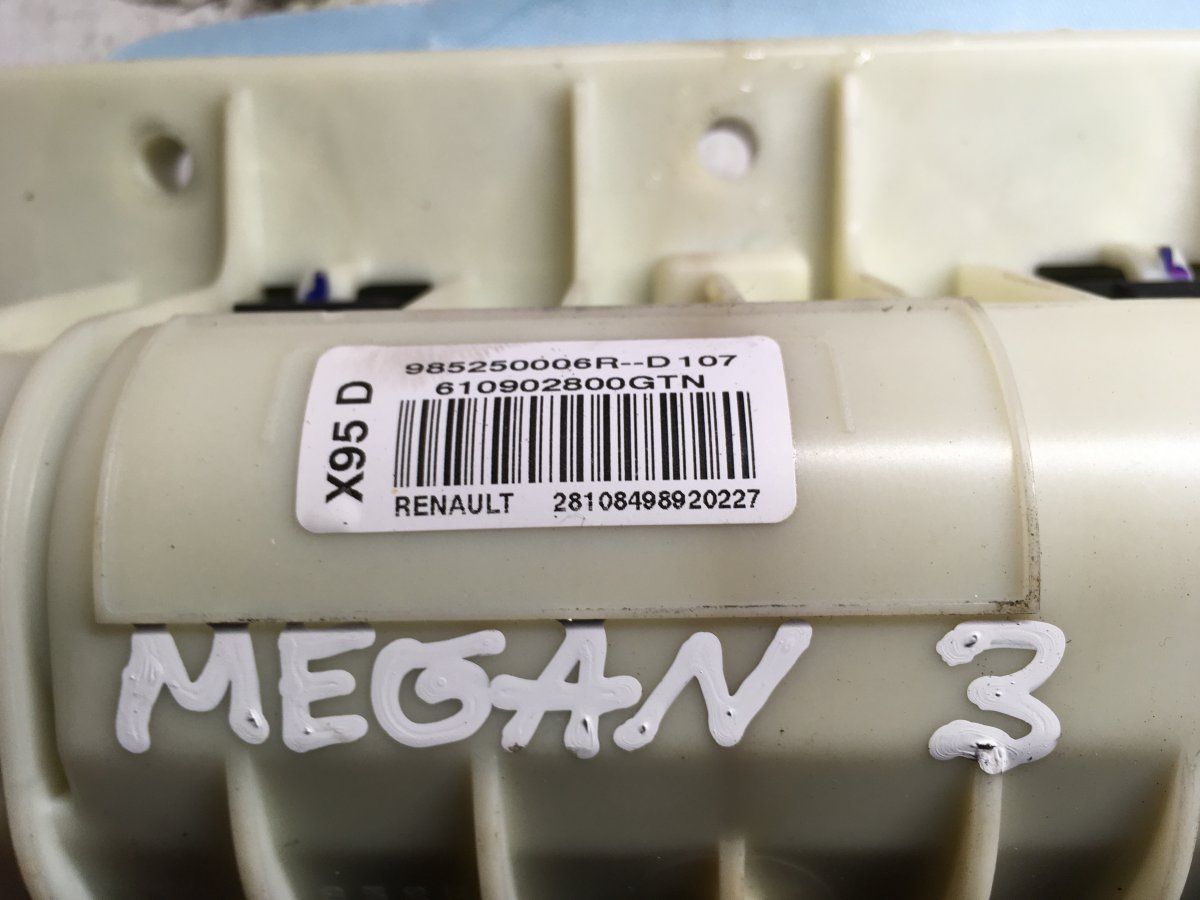 985250006R--D107
610902800GTN
X95 D
RENAULT 28108498920227
MEGAN 3